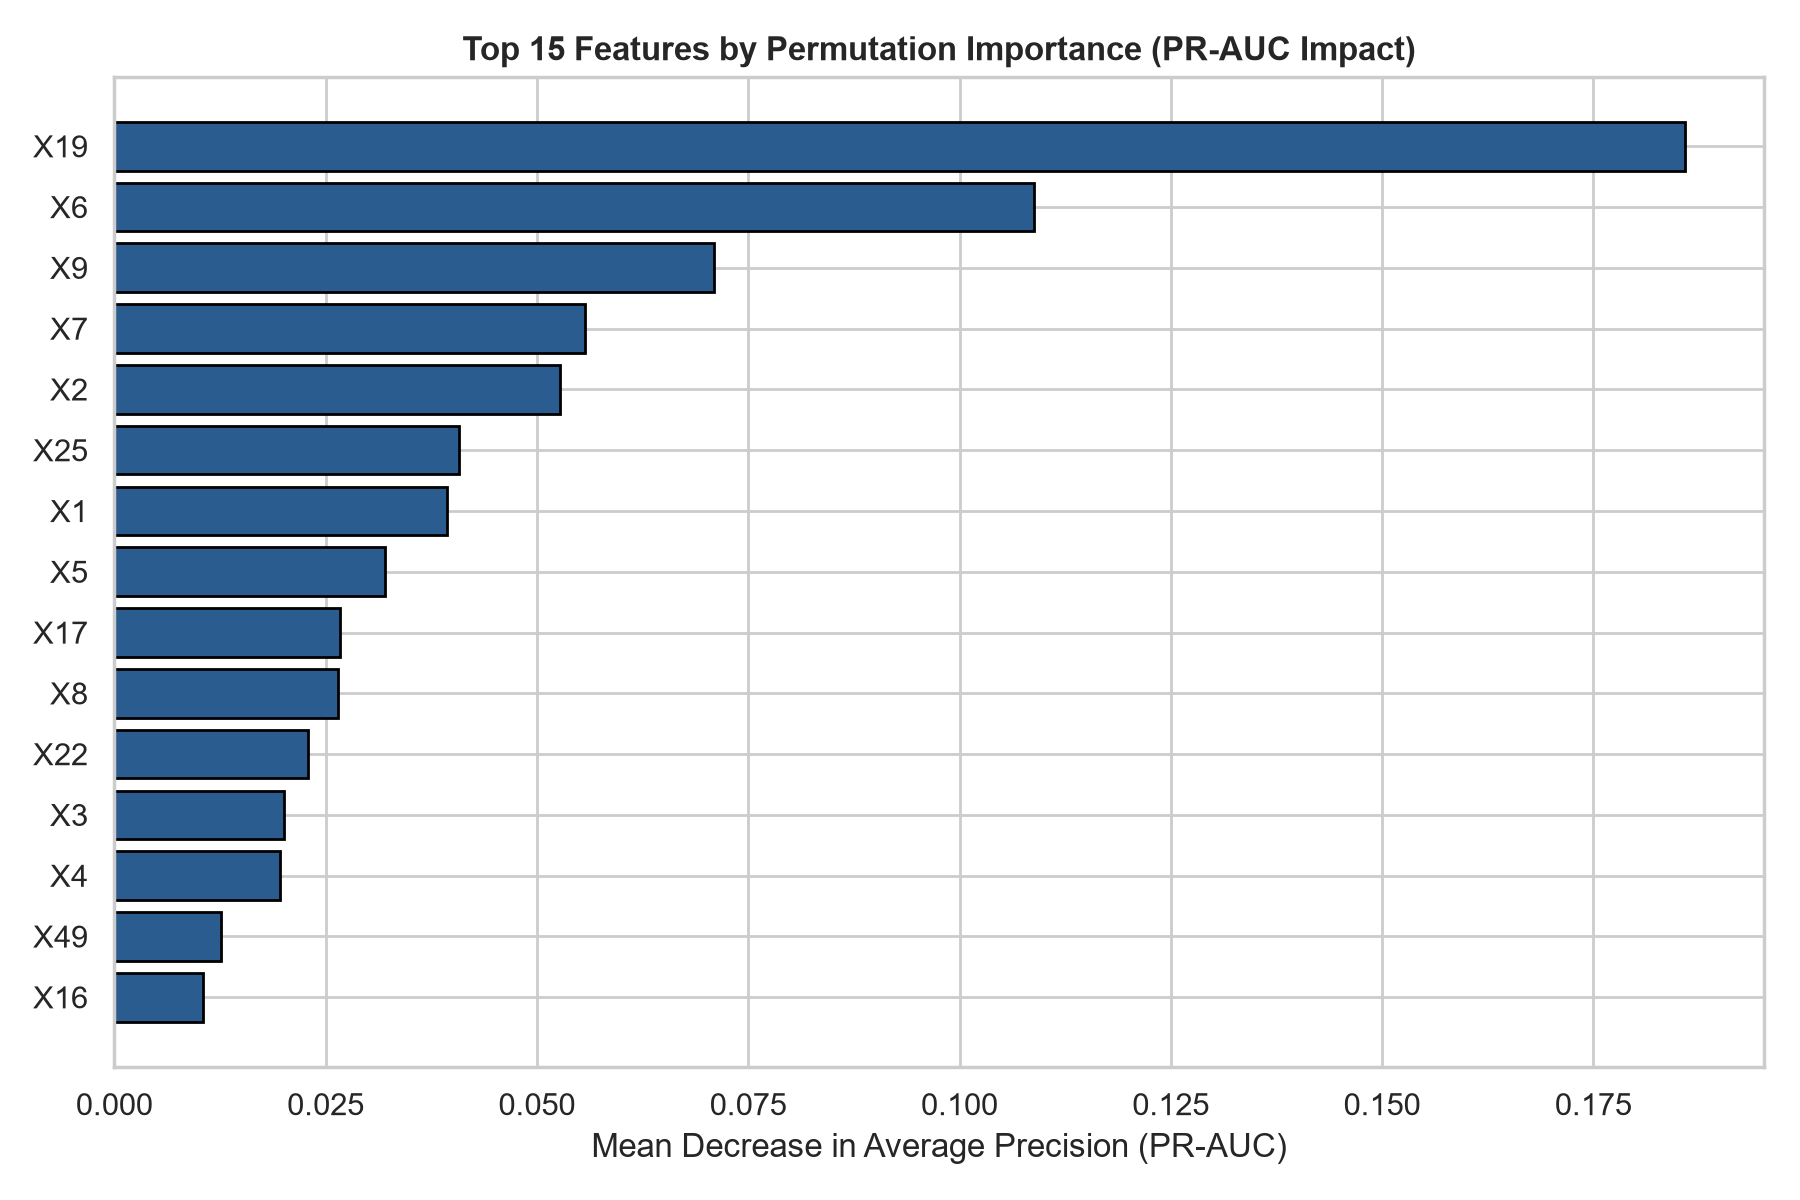 Top 15 Features by Permutation Importance (PR-AUC Impact)
X19
X6
X9
X7
X2
X25
X1
X5
X17
X8
X22
X3
X4
X49
X16
0.000 0.025 0.050 0.075 0.100 0.125 0.150 0.175
Mean Decrease in Average Precision (PR-AUC)